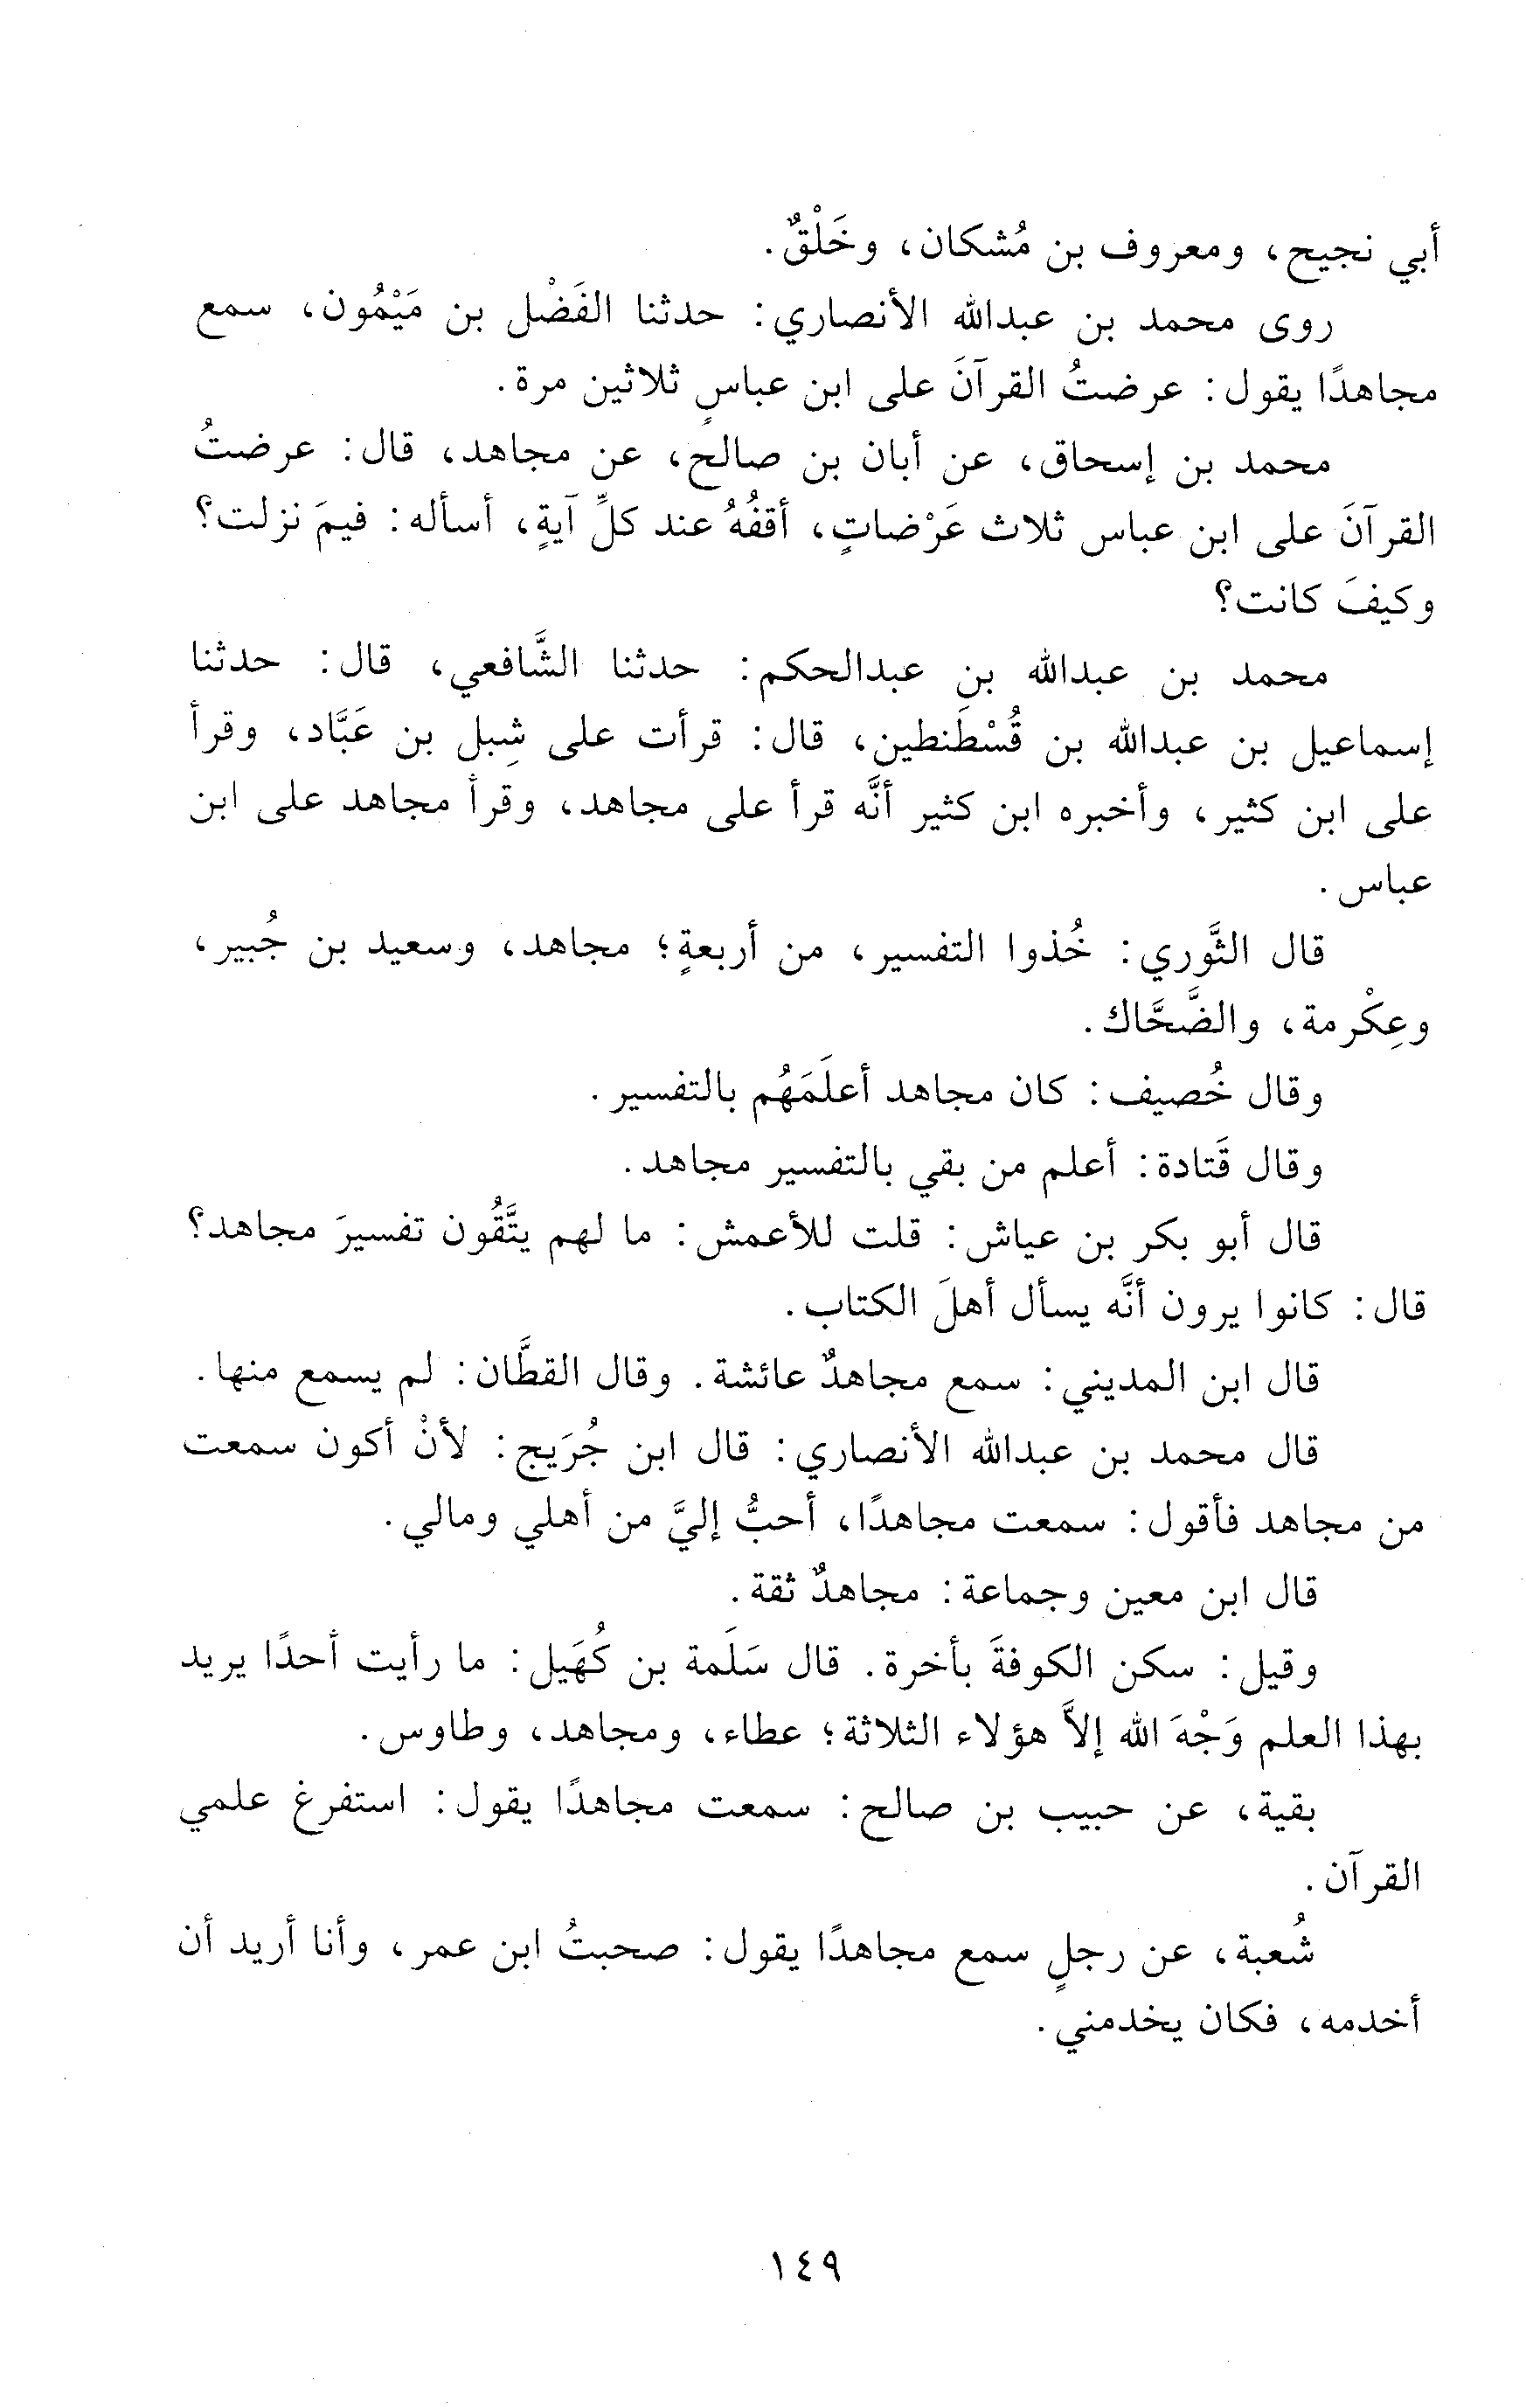 أبي نجيح، ومعروف بن مُشكان، وخَلْقٌ.
روى محمد بن عبدالله الأنصاري: حدثنا الفَضْل بن مَيْمُون، سمع
مجاهدًا يقول: عرضتُ القرآنَ على ابن عباسٍ ثلاثين مرة.
محمد بن إسحاق، عن أبان بن صالح، عن مجاهد، قال: عرضتُ
القرآنَ على ابن عباس ثلاث عَرْضاتٍ، أقفُهُ عند كلِّ آيةٍ، أسأله: فيمَ نزلت؟
وكيفَ كانت؟
محمد بن عبدالله بنِ عبدالحكم: حدثنا الشَّافعي، قال: حدثنا
إسماعيل بن عبدالله بن قُسْطَنطين، قال: قرأت على شِبل بن عَبَّاد، وقرأ
على ابن كثير، وأخبره ابن كثير أنَّه قرأ على مجاهد، وقرأ مجاهد على ابن
عباس.
قال الثَّوري: خُذوا التفسير، من أربعةٍ؛ مجاهد، وسعيد بن جُبير،
وعِكْرمة، والضَّحَّاك.
وقال خُصيف: كان مجاهد أعلَمَهُم بالتفسير.
وقال قَتادة: أعلم من بقي بالتفسير مجاهد.
قال أبو بكر بن عياش: قلت للأعمش: ما لهم يتَّقُون تفسيرَ مجاهد؟
قال: كانوا يرون أنَّه يسأل أهلَ الكتاب.
قال ابن المديني: سمع مجاهدٌ عائشة. وقال القطَّان: لم يسمع منها.
قال محمد بن عبدالله الأنصاري: قال ابن جُرَيج: لأنْ أكون سمعت
من مجاهد فأقول: سمعت مجاهدًا، أحبُّ إليَّ من أهلي ومالي.
قال ابن معين وجماعة: مجاهدٌ ثقة.
وقيل: سكن الكوفةَ بأخرة. قال سَلَمة بن كُهَيل: ما رأيت أحدًا يريد
بهذا العلم وَجْهَ الله إلاَّ هؤلاء الثلاثة؛ عطاء، ومجاهد، وطاوس.
بقية، عن حبيب بن صالح: سمعت مجاهدًا يقول: استفرغ علمي
القرآن.
شُعبة، عن رجلٍ سمع مجاهدًا يقول: صحبتُ ابن عمر، وأنا أريد أن
أخدمه، فكان يخدمني.
١٤٩